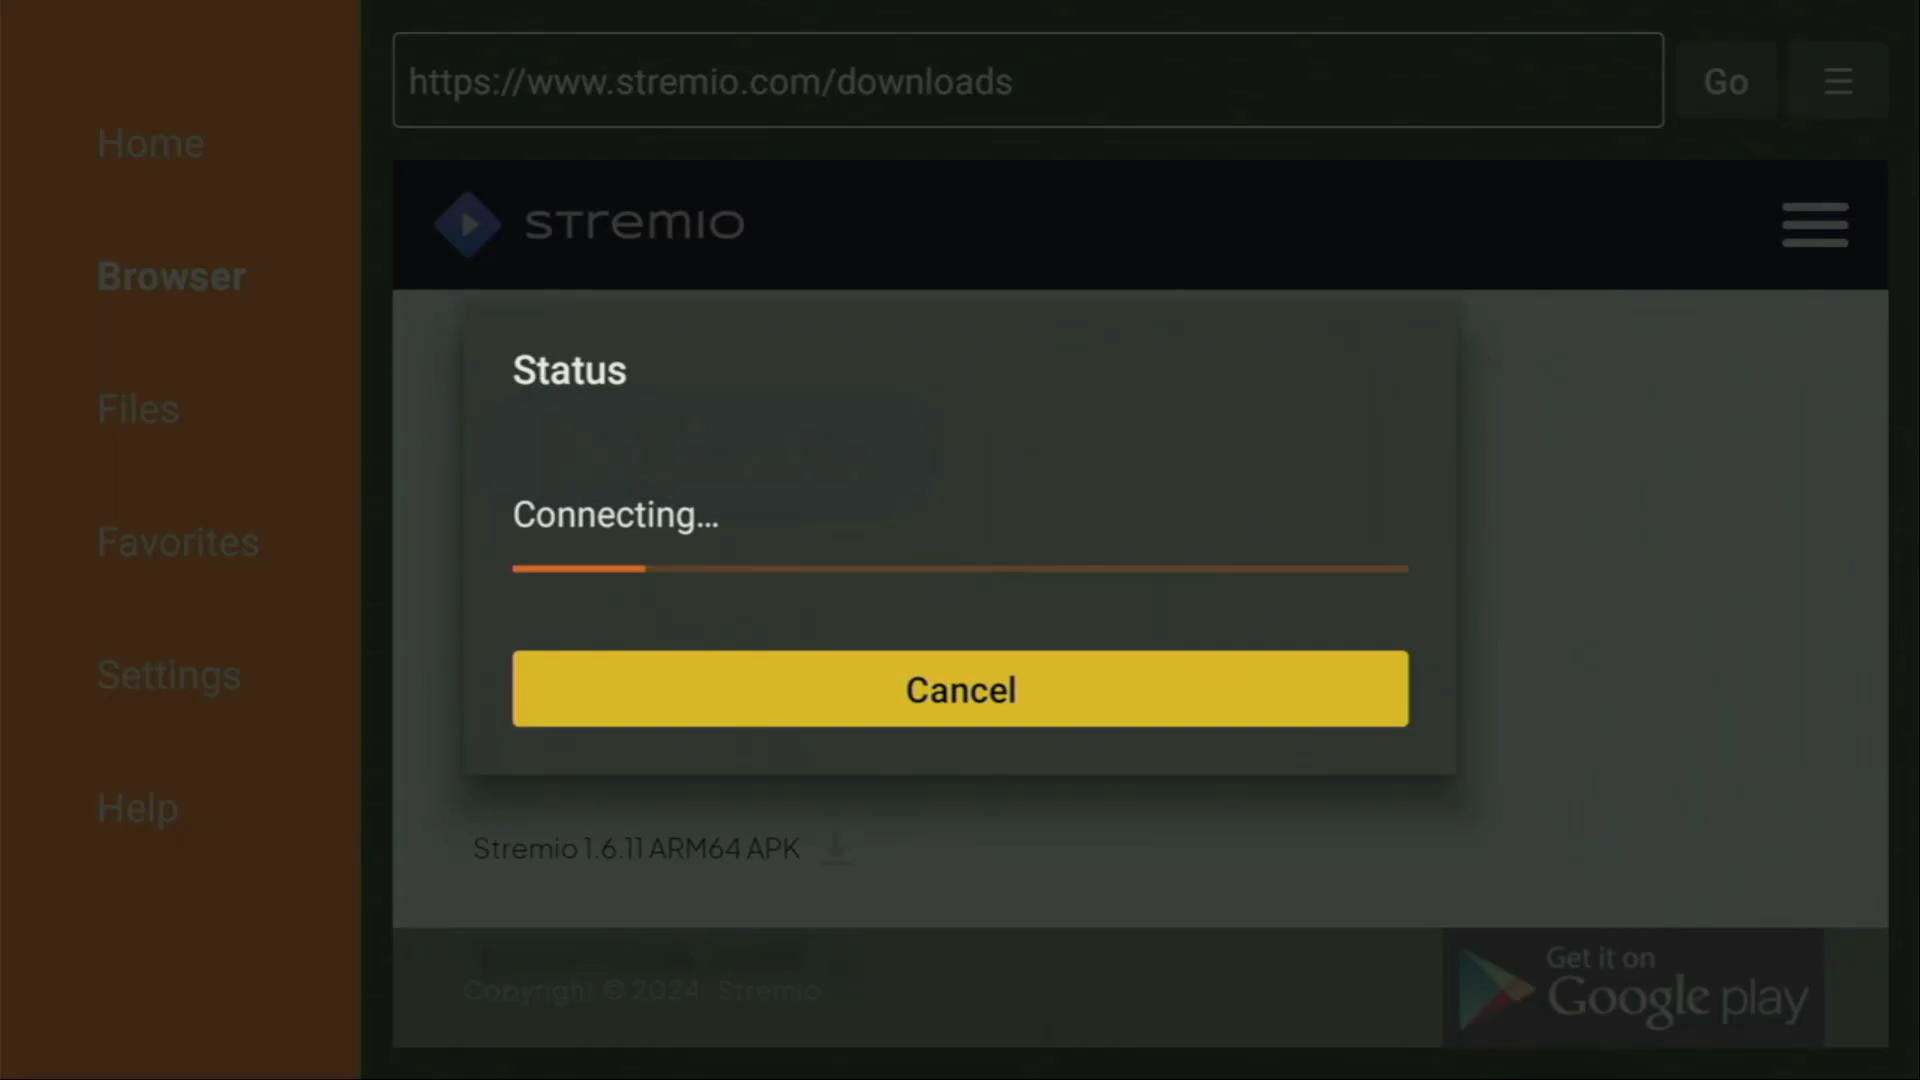 https://www.stremio.com/downloads
Go
Home
Browser
Files
Favorites
Settings
Help
stremio
Status
Connecting...
Cancel
Stremio 1.6.11 ARM64 APK
Copyright © 2024 Stremio
Get it on
Google play